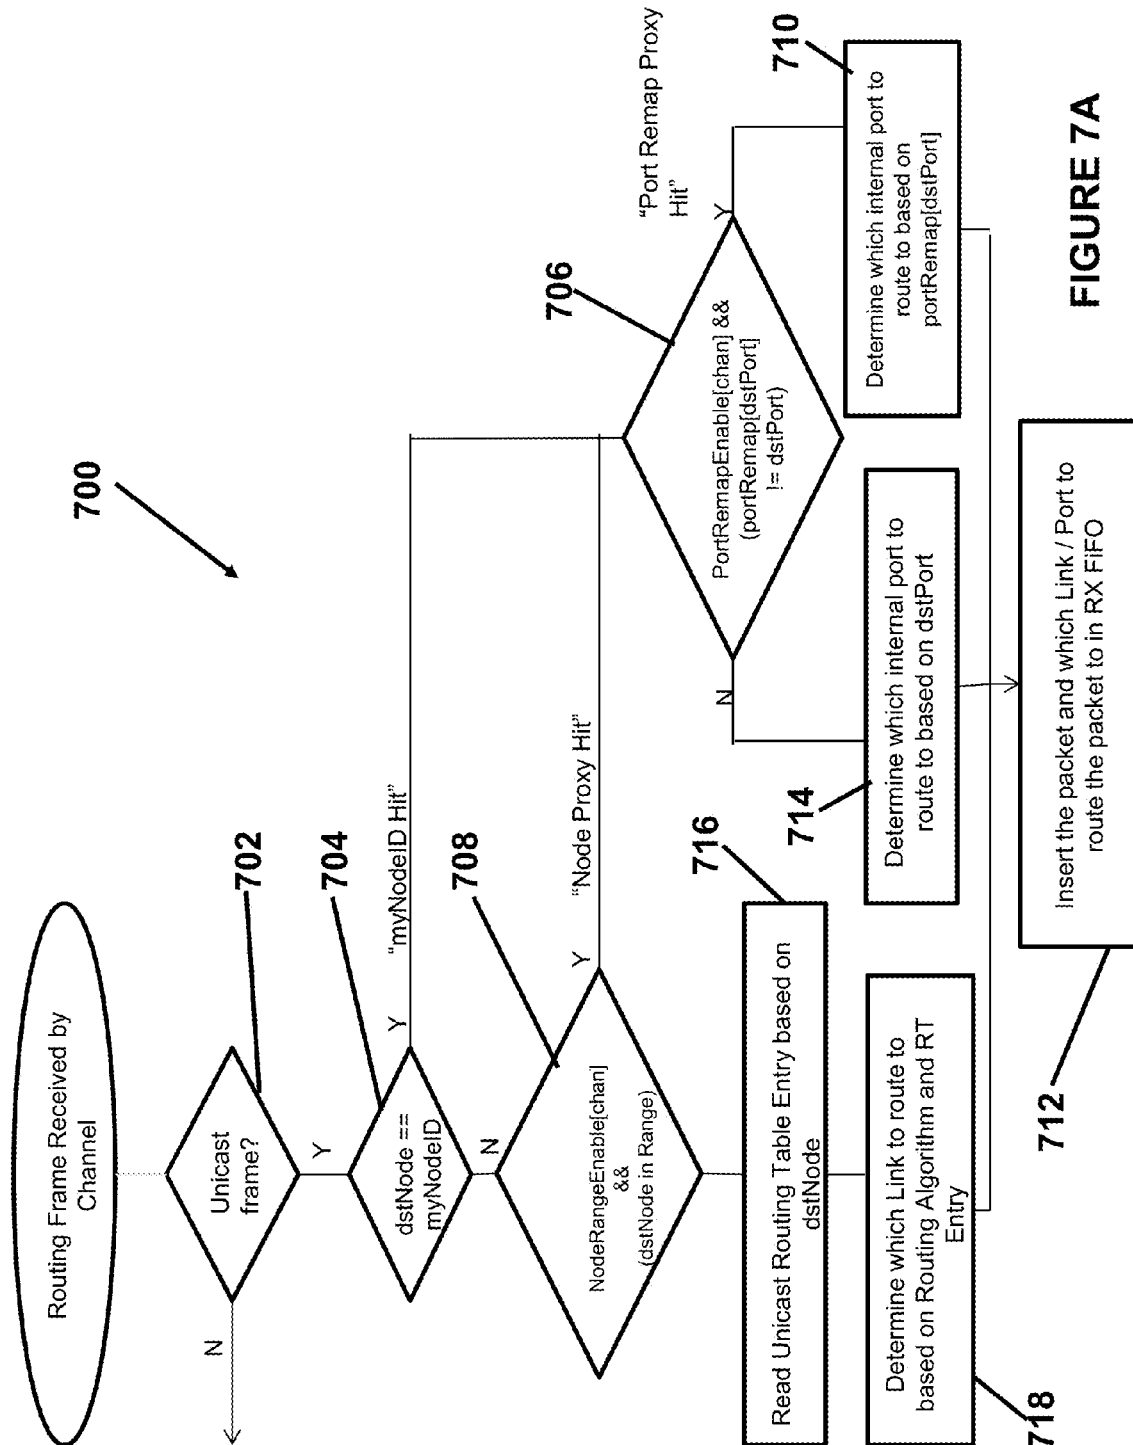 700
Routing Frame Received by
Channel
702
Unicast
frame?
N
Y
704
dstNode ==
myNodeID
Y
"myNodeID Hit"
N
708
NodeRangeEnable[chan]
&&
(dstNode in Range)
Y
"Node Proxy Hit"
706
PortRemapEnable[chan] &&
(portRemap[dstPort]
!= dstPort)
Y
"Port Remap Proxy
Hit"
N
710
Determine which internal port to
route to based on
portRemap[dstPort]
714
Determine which internal port to
route to based on dstPort
716
Read Unicast Routing Table Entry based on
dstNode
718
Determine which Link to route to
based on Routing Algorithm and RT
Entry
712
Insert the packet and which Link / Port to
route the packet to in RX FiFO
FIGURE 7A